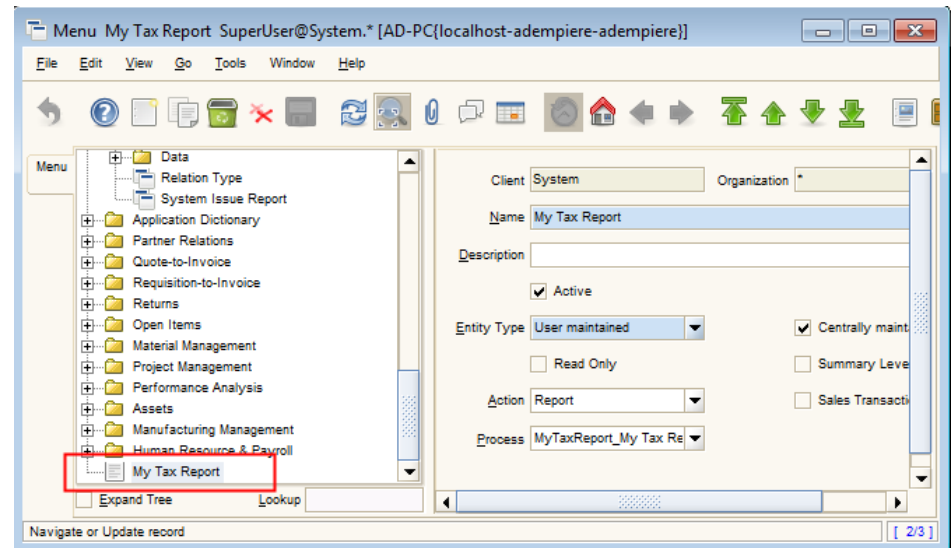 Menu My Tax Report SuperUser@System.* [AD-PC{localhost-adempiere-adempiere}]
File Edit View Go Tools Window Help
Menu
Data
Relation Type
System Issue Report
Application Dictionary
Partner Relations
Quote-to-Invoice
Requisition-to-Invoice
Returns
Open Items
Material Management
Project Management
Performance Analysis
Assets
Manufacturing Management
Human Resource & Payroll
My Tax Report
Expand Tree Lookup
Client System Organization *
Name My Tax Report
Description
Active
Entity Type User maintained Centrally mainta
Read Only Summary Leve
Action Report Sales Transacti
Process MyTaxReport_My Tax Re
Navigate or Update record [ 2/3 ]